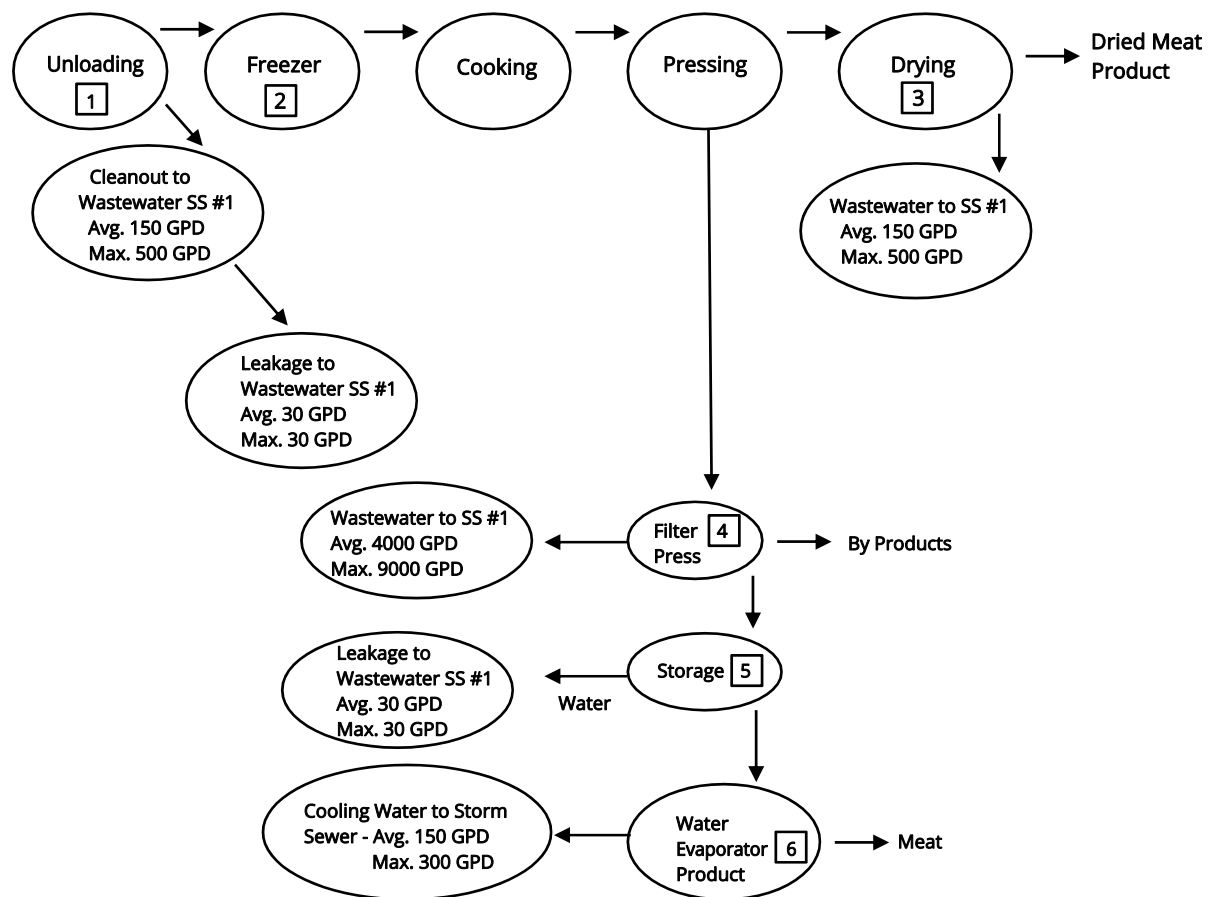 Unloading
1
Freezer
2
Cooking
Pressing
Drying
3
Dried Meat
Product
Cleanout to
Wastewater SS #1
Avg. 150 GPD
Max. 500 GPD
Wastewater to SS #1
Avg. 150 GPD
Max. 500 GPD
Leakage to
Wastewater SS #1
Avg. 30 GPD
Max. 30 GPD
Wastewater to SS #1
Avg. 4000 GPD
Max. 9000 GPD
Filter 4
Press
By Products
Leakage to
Wastewater SS #1
Avg. 30 GPD
Max. 30 GPD
Water
Storage 5
Cooling Water to Storm
Sewer - Avg. 150 GPD
Max. 300 GPD
Water
Evaporator 6
Product
Meat